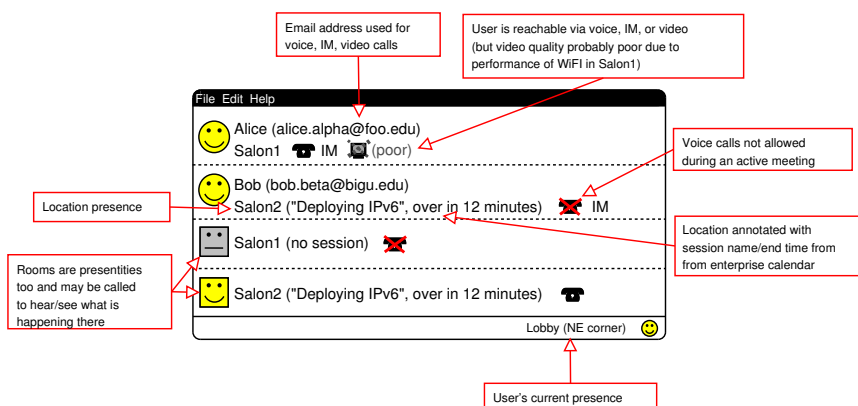 Email address used for
voice, IM, video calls
User is reachable via voice, IM, or video
(but video quality probably poor due to
performance of WiFI in Salon1)
File Edit Help
Alice (alice.alpha@foo.edu)
Salon1 IM (poor)
Voice calls not allowed
during an active meeting
Bob (bob.beta@bigu.edu)
Location presence
Salon2 ("Deploying IPv6", over in 12 minutes) IM
Location annotated with
session name/end time from
from enterprise calendar
Salon1 (no session)
Rooms are presentities
too and may be called
to hear/see what is
happening there
Salon2 ("Deploying IPv6", over in 12 minutes)
Lobby (NE corner)
User's current presence